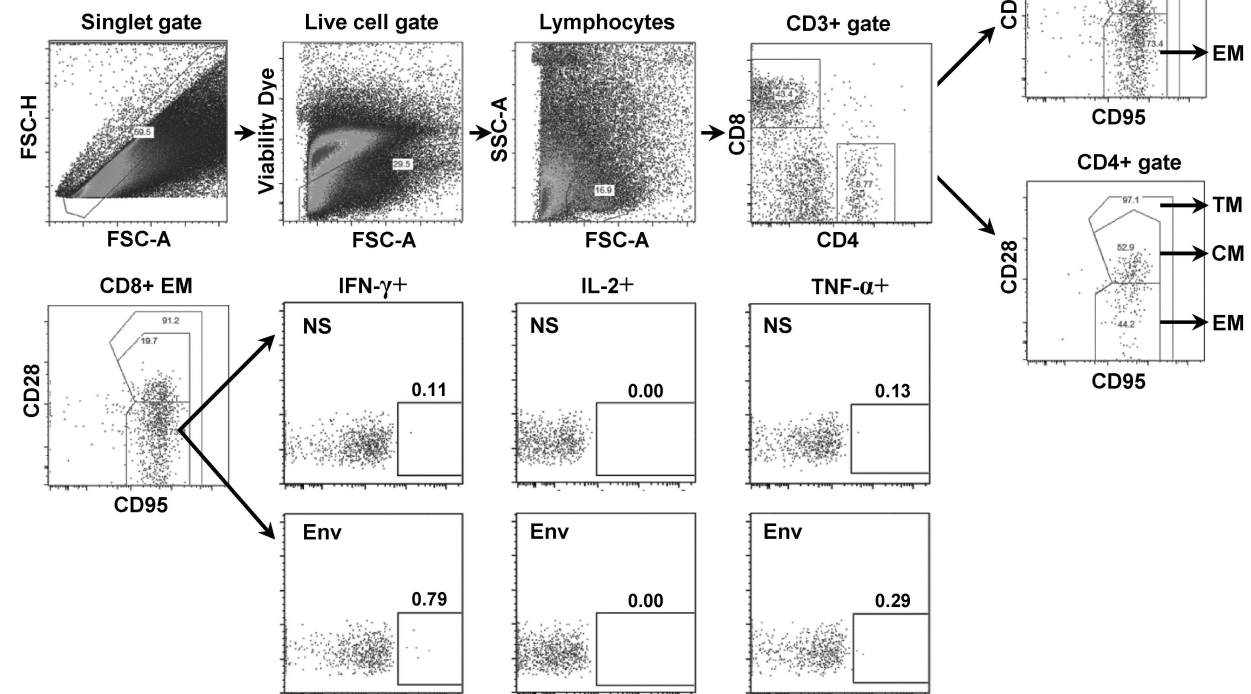 Singlet gate
FSC-H
59.5
FSC-A
Live cell gate
Viability Dye
29.5
FSC-A
Lymphocytes
SSC-A
16.9
FSC-A
CD3+ gate
CD8
43.4
8.77
CD4
73.4
EM
CD95
CD4+ gate
CD28
97.1
TM
52.9
CM
44.2
EM
CD95
CD8+ EM
CD28
91.2
19.7
CD95
IFN-γ+
NS
0.11
IL-2+
NS
0.00
TNF-α+
NS
0.13
Env
0.79
Env
0.00
Env
0.29